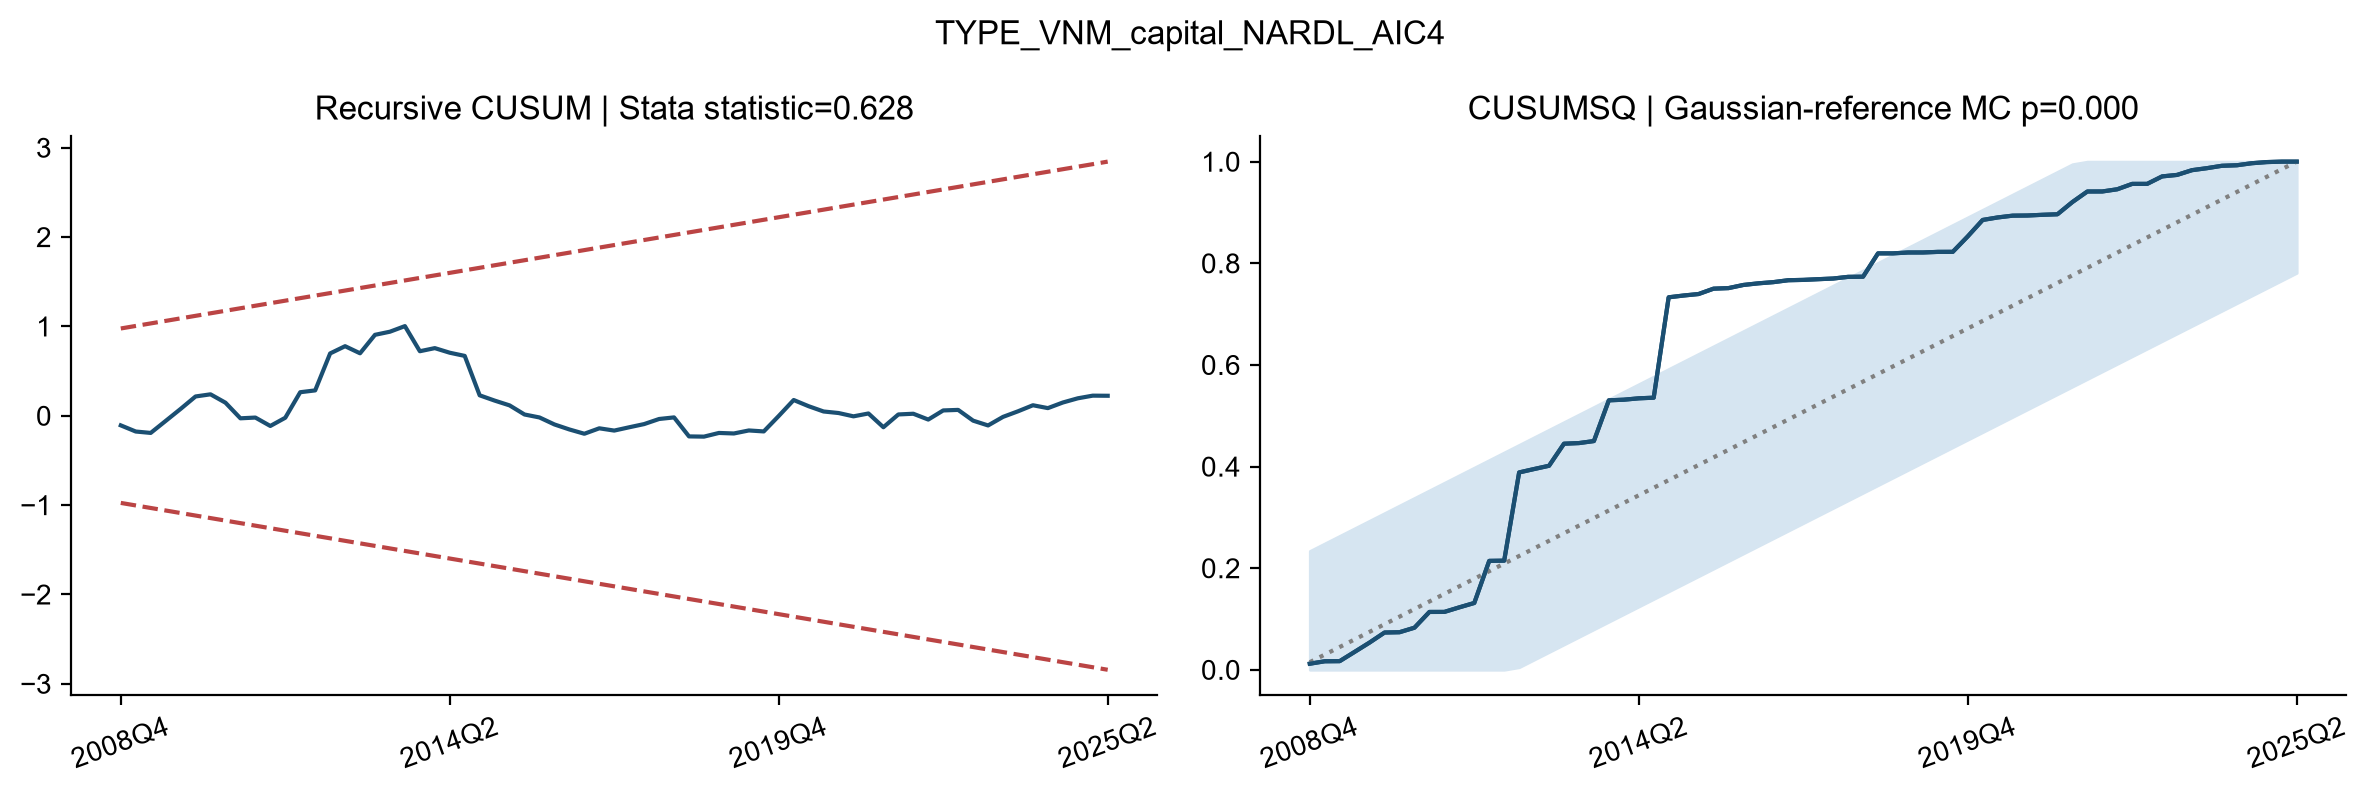 TYPE_VNM_capital_NARDL_AIC4
Recursive CUSUM | Stata statistic=0.628
3
2
1
0
−1
−2
−3
2008Q4
2014Q2
2019Q4
2025Q2
CUSUMSQ | Gaussian-reference MC p=0.000
1.0
0.8
0.6
0.4
0.2
0.0
2008Q4
2014Q2
2019Q4
2025Q2